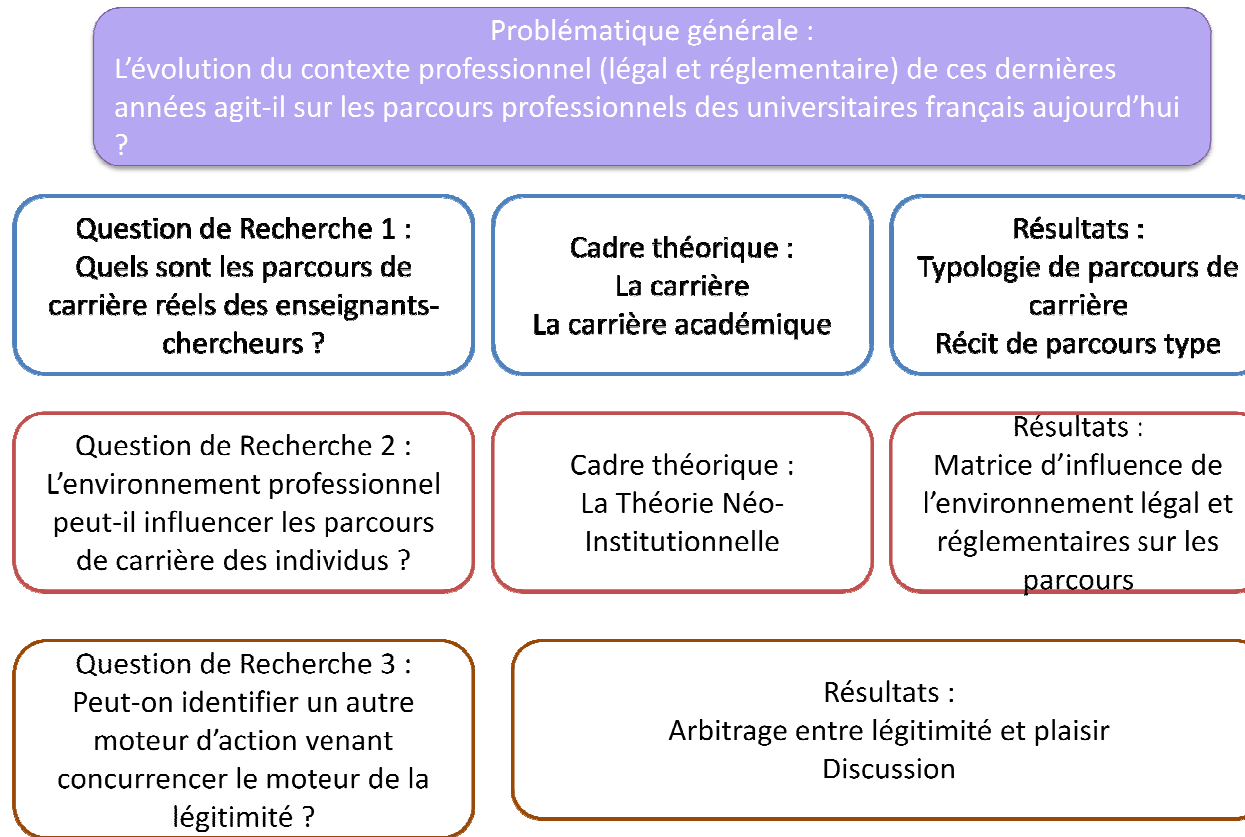 Problématique générale :
L'évolution du contexte professionnel (légal et réglementaire) de ces dernières
années agit-il sur les parcours professionnels des universitaires français aujourd'hui
?
Question de Recherche 1 :
Quels sont les parcours de
carrière réels des enseignants-
chercheurs ?
Cadre théorique :
La carrière
La carrière académique
Résultats :
Typologie de parcours de
carrière
Récit de parcours type
Question de Recherche 2 :
L'environnement professionnel
peut-il influencer les parcours
de carrière des individus ?
Cadre théorique :
La Théorie Néo-
Institutionnelle
Résultats :
Matrice d'influence de
l'environnement légal et
réglementaires sur les
parcours
Question de Recherche 3 :
Peut-on identifier un autre
moteur d'action venant
concurrencer le moteur de la
légitimité ?
Résultats :
Arbitrage entre légitimité et plaisir
Discussion